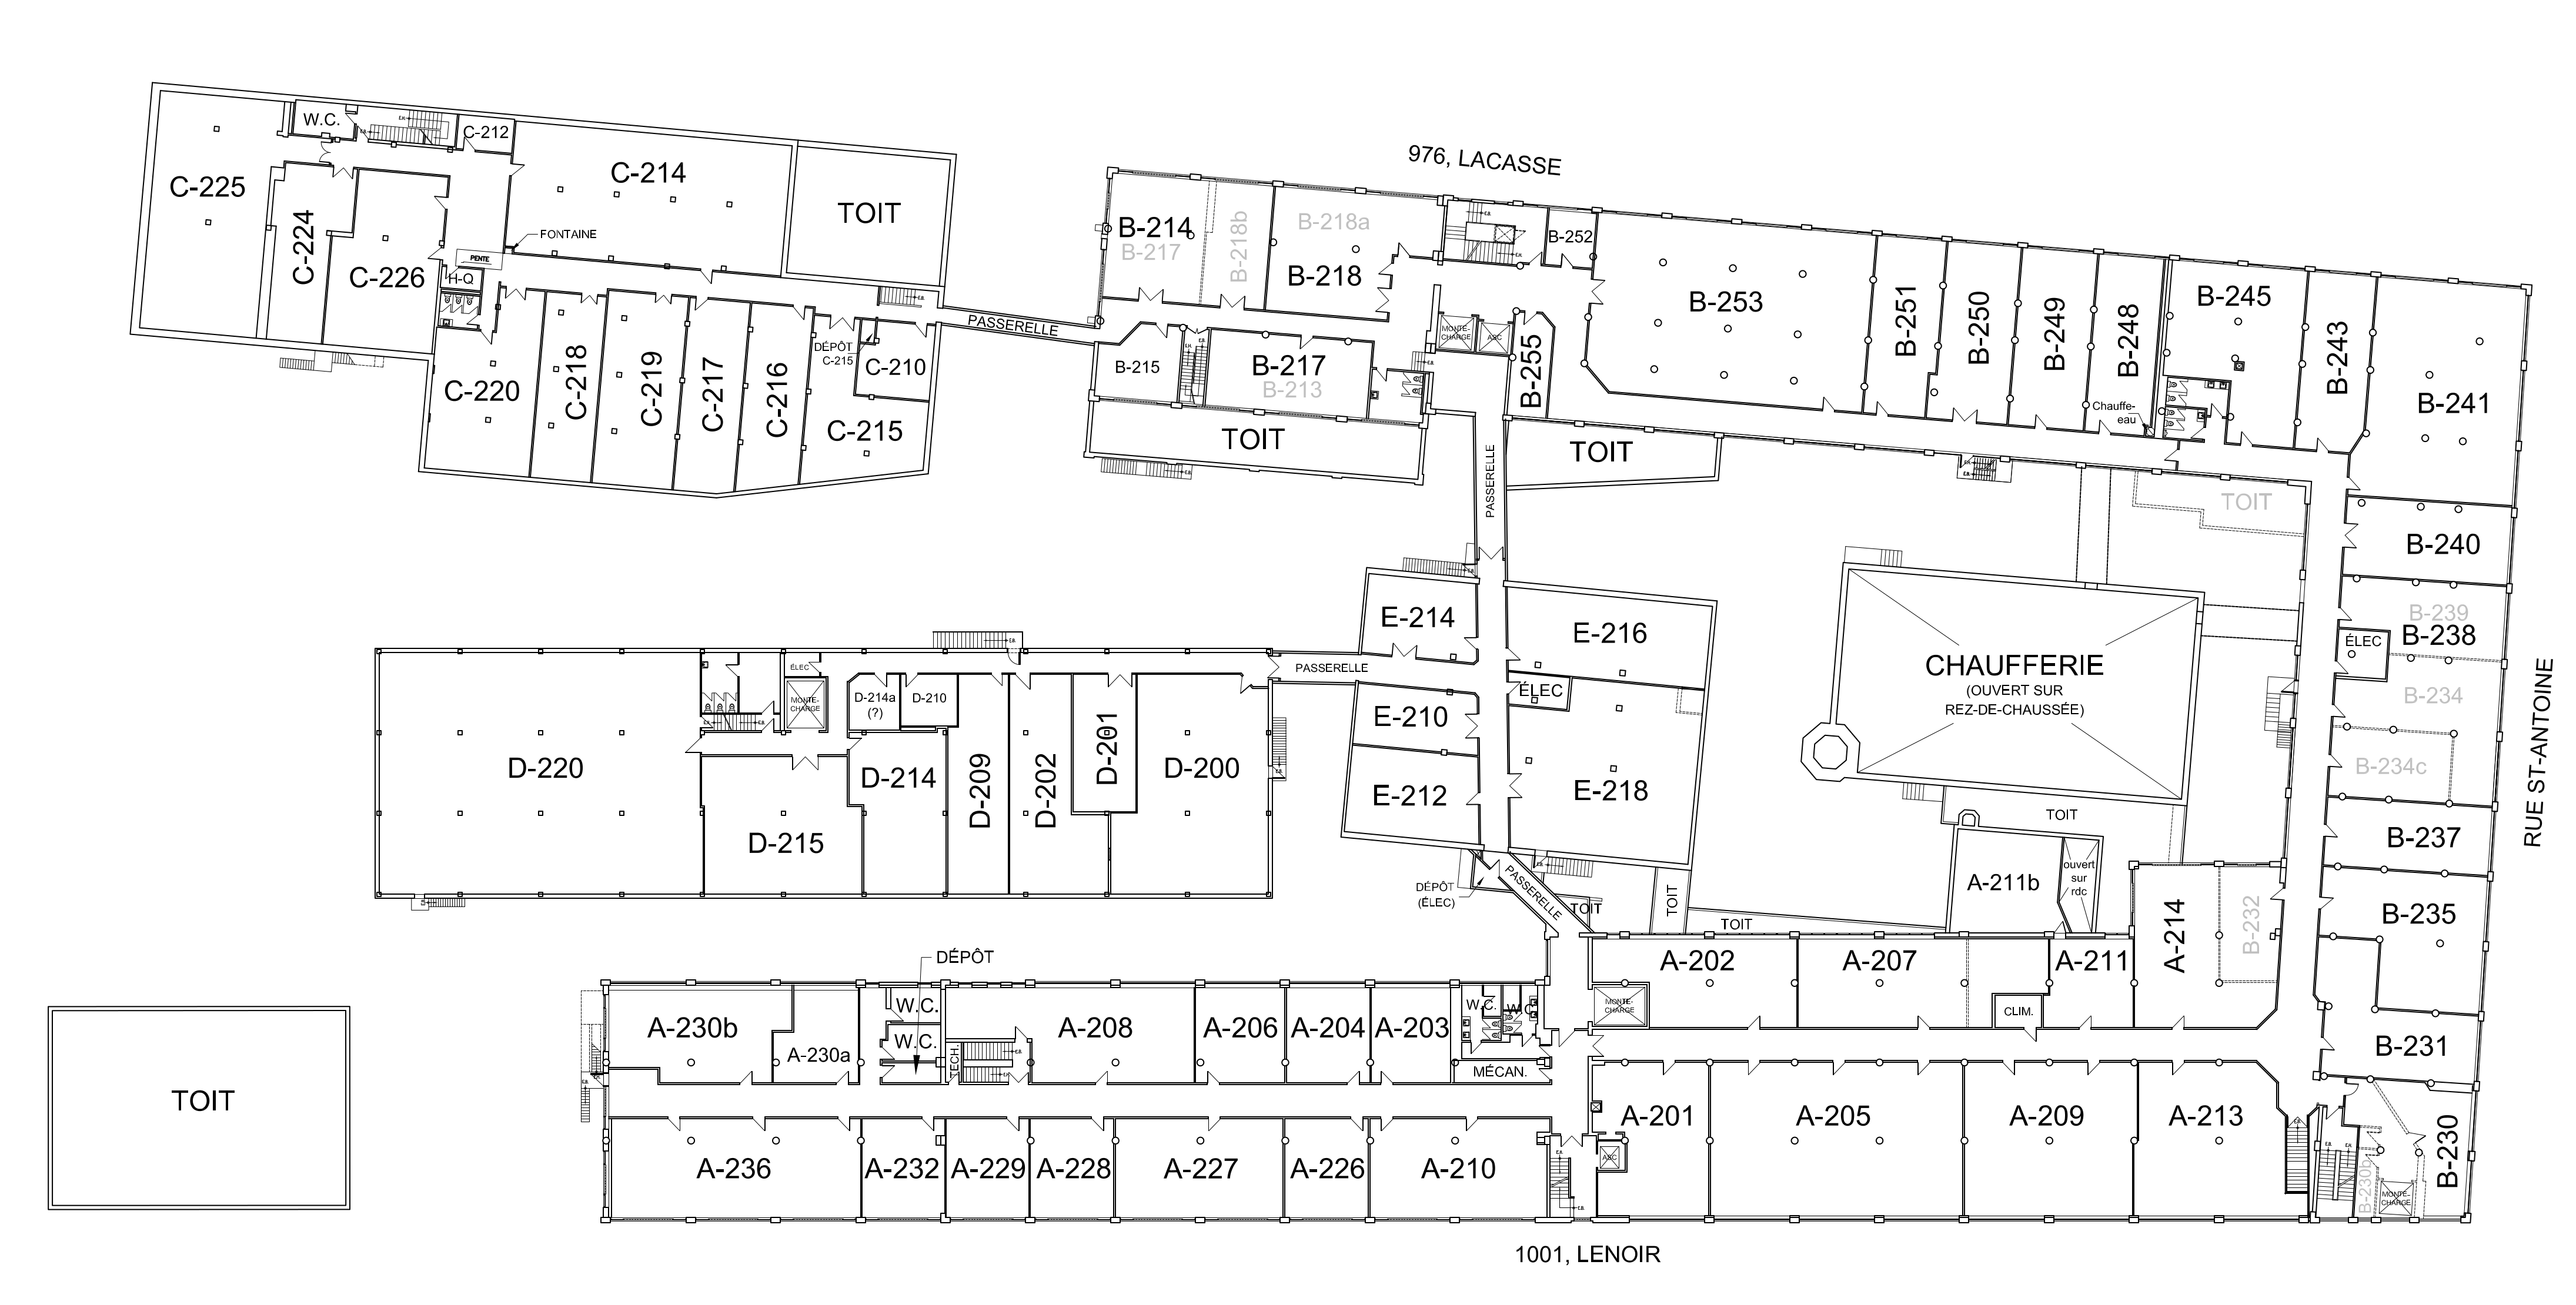 C-225
W.C.
C-212
C-224
C-226
C-214
TOIT
FONTAINE
PENTE
H-Q
C-220
C-218
C-219
C-217
C-216
DÉPÔT
C-215
C-210
C-215
PASSERELLE
976, LACASSE
B-214
B-217
B-218b
B-218a
B-218
B-215
B-217
B-213
TOIT
B-252
MONTE-
CHARGE
ASC
B-255
B-253
B-251
B-250
B-249
B-248
Chauffe-
eau
B-245
B-243
B-241
TOIT
PASSERELLE
TOIT
B-240
B-239
B-238
ÉLEC
B-234
B-234c
B-237
B-235
B-231
B-230
B-230b
MONTE-
CHARGE
RUE ST-ANTOINE
E-214
E-216
PASSERELLE
ÉLEC
E-210
E-212
E-218
DÉPÔT
(ÉLEC)
PASSERELLE
TOIT
TOIT
TOIT
CHAUFFERIE
(OUVERT SUR
REZ-DE-CHAUSSÉE)
TOIT
A-211b
ouvert
sur
rdc
D-220
ÉLEC
MONTE-
CHARGE
D-214a
(?)
D-210
D-215
D-214
D-209
D-202
D-201
D-200
A-202
A-207
A-211
A-214
B-232
MONTE-
CHARGE
CLIM.
DÉPÔT
A-230b
A-230a
W.C.
W.C.
TECH.
A-208
A-206
A-204
A-203
W.C.
W.C.
MÉCAN.
A-236
A-232
A-229
A-228
A-227
A-226
A-210
A-201
ASC
A-205
A-209
A-213
TOIT
1001, LENOIR